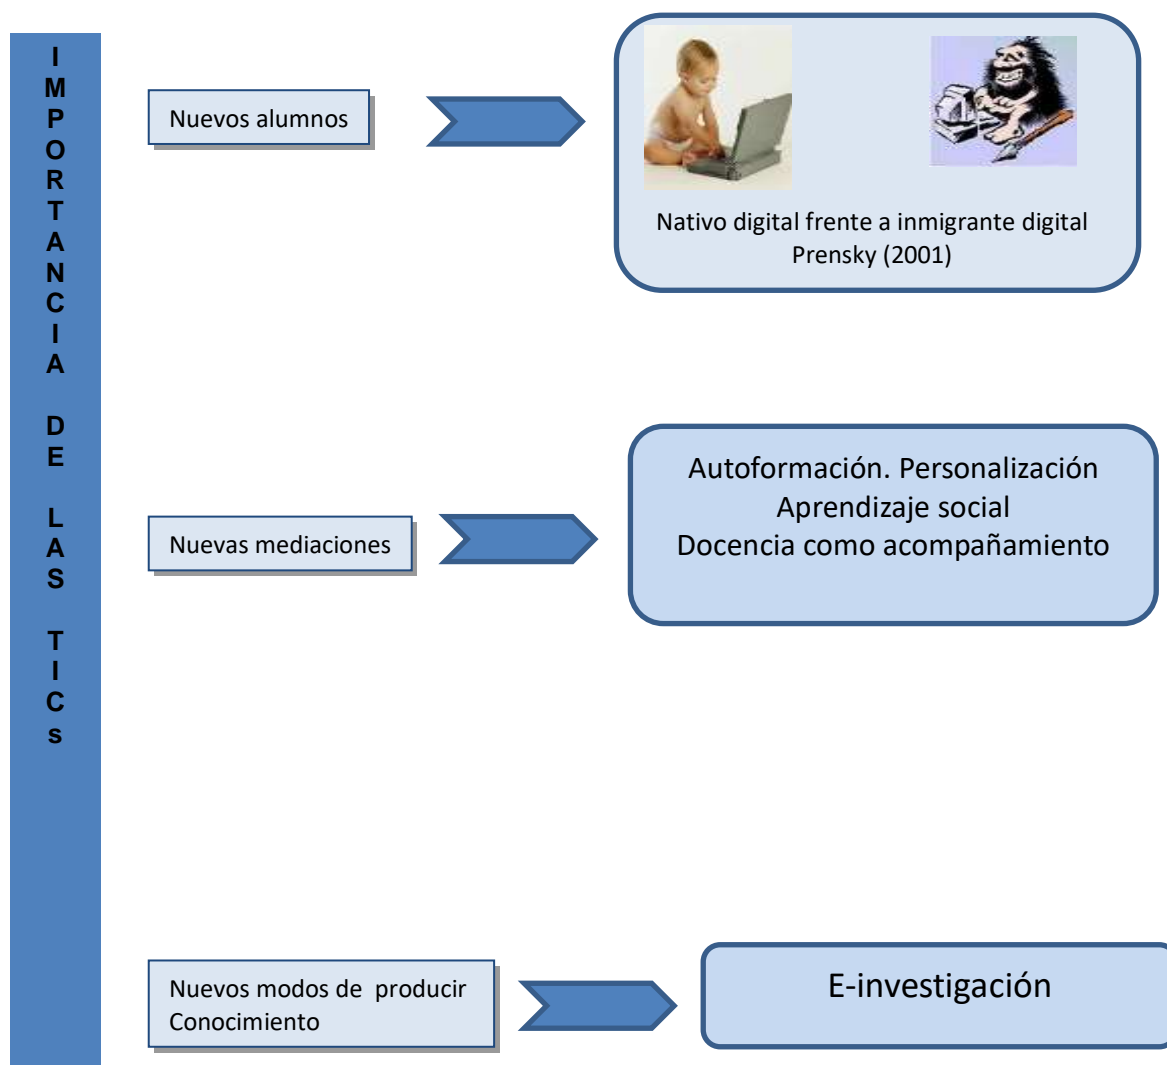 IMPORTANCIA DE LAS TICs
Nuevos alumnos
Nativo digital frente a inmigrante digital
Prensky (2001)
Nuevas mediaciones
Autoformación. Personalización
Aprendizaje social
Docencia como acompañamiento
Nuevos modos de producir
Conocimiento
E-investigación